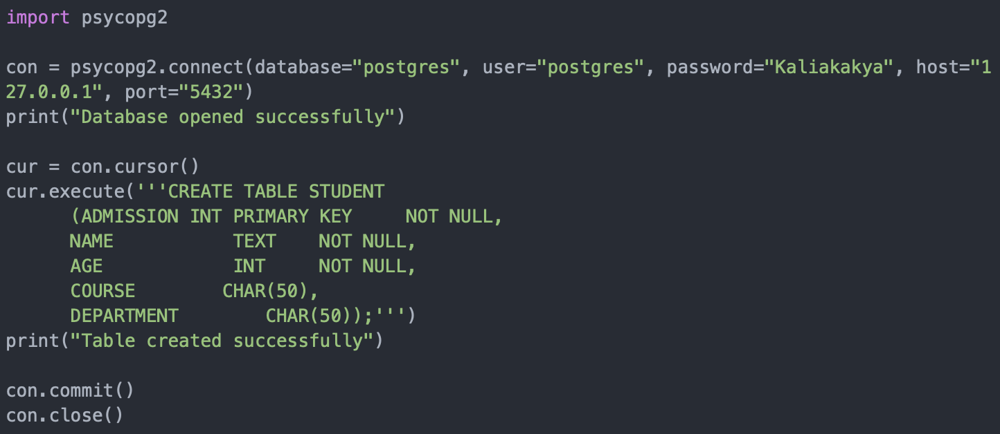 import psycopg2
con = psycopg2.connect(database="postgres", user="postgres", password="Kaliakakya", host="1
27.0.0.1", port="5432")
print("Database opened successfully")
cur = con.cursor()
cur.execute('''CREATE TABLE STUDENT
      (ADMISSION INT PRIMARY KEY     NOT NULL,
      NAME           TEXT    NOT NULL,
      AGE            INT     NOT NULL,
      COURSE        CHAR(50),
      DEPARTMENT        CHAR(50));''')
print("Table created successfully")
con.commit()
con.close()